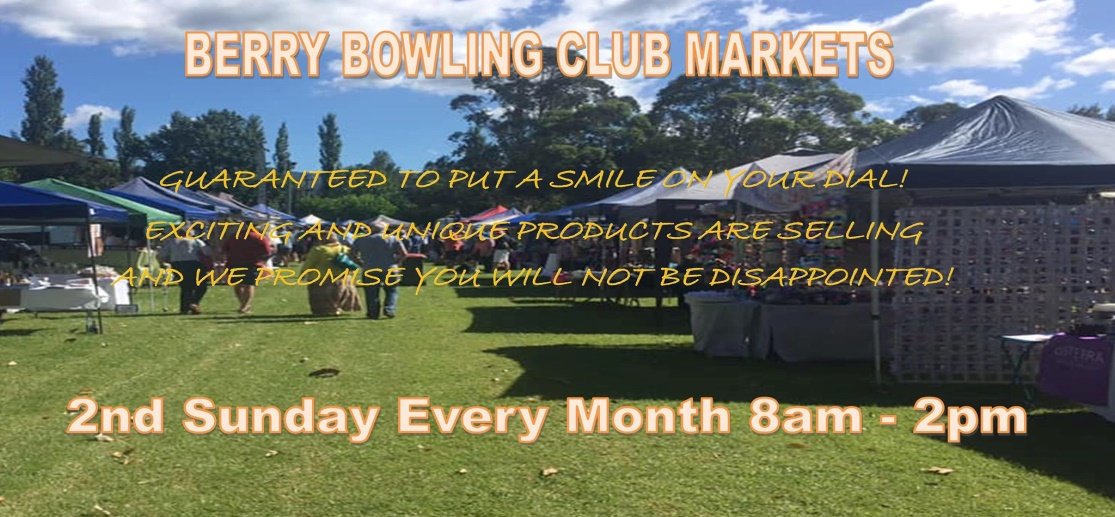 BERRY BOWLING CLUB MARKETS
GUARANTEED TO PUT A SMILE ON YOUR DIAL!
EXCITING AND UNIQUE PRODUCTS ARE SELLING
AND WE PROMISE YOU WILL NOT BE DISAPPOINTED!
2nd Sunday Every Month 8am - 2pm